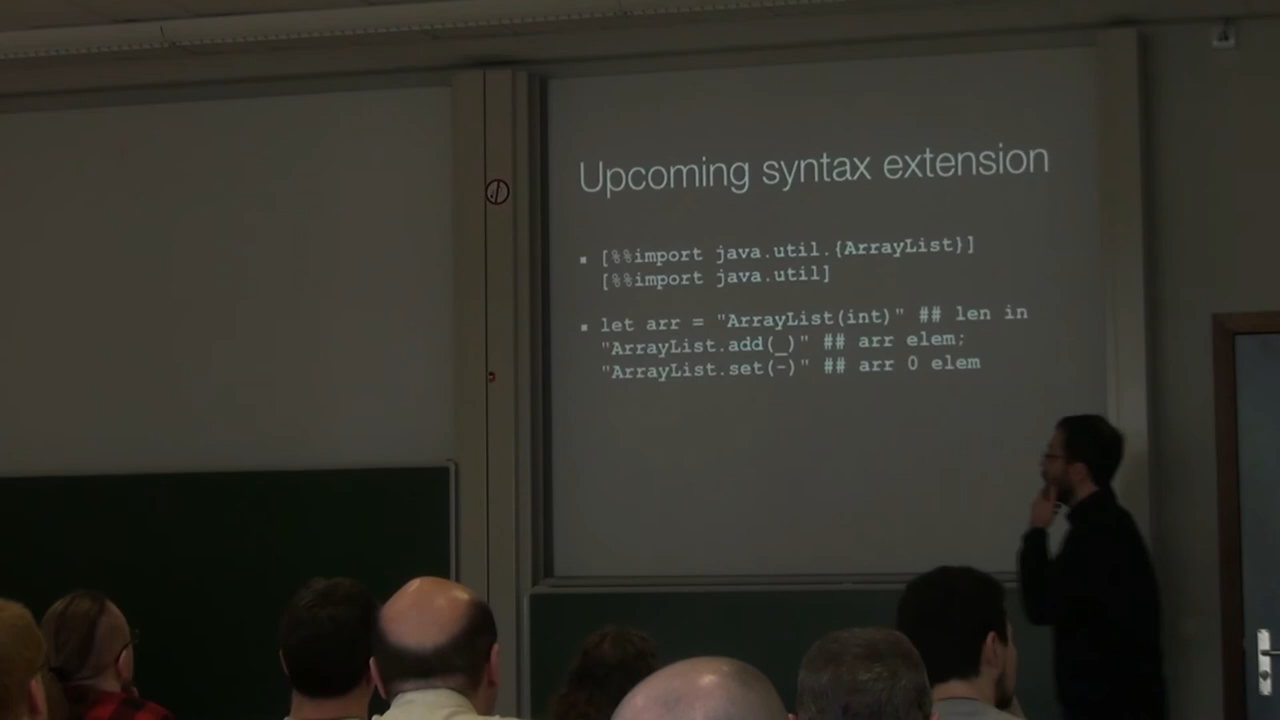 Upcoming syntax extension
▪ [%%import java.util.{ArrayList}]
[%%import java.util]
▪ let arr = "ArrayList(int)" ## len in
"ArrayList.add(_)" ## arr elem;
"ArrayList.set(-)" ## arr 0 elem